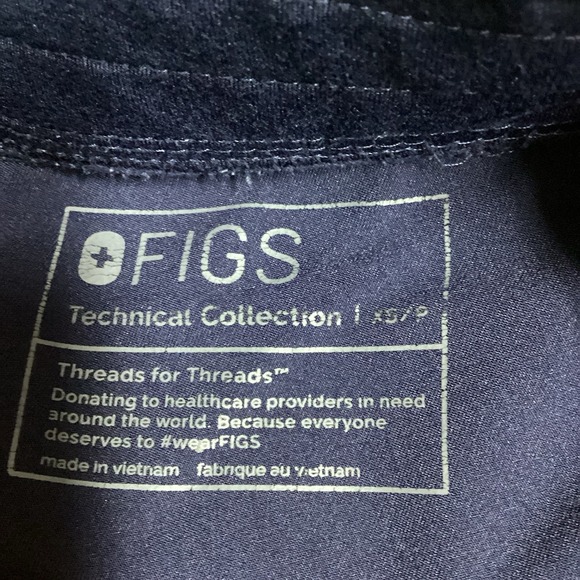 FIGS
Technical Collection | XS/P
Threads for Threads™
Donating to healthcare providers in need
around the world. Because everyone
deserves to #wearFIGS
made in vietnam fabrique au vietnam